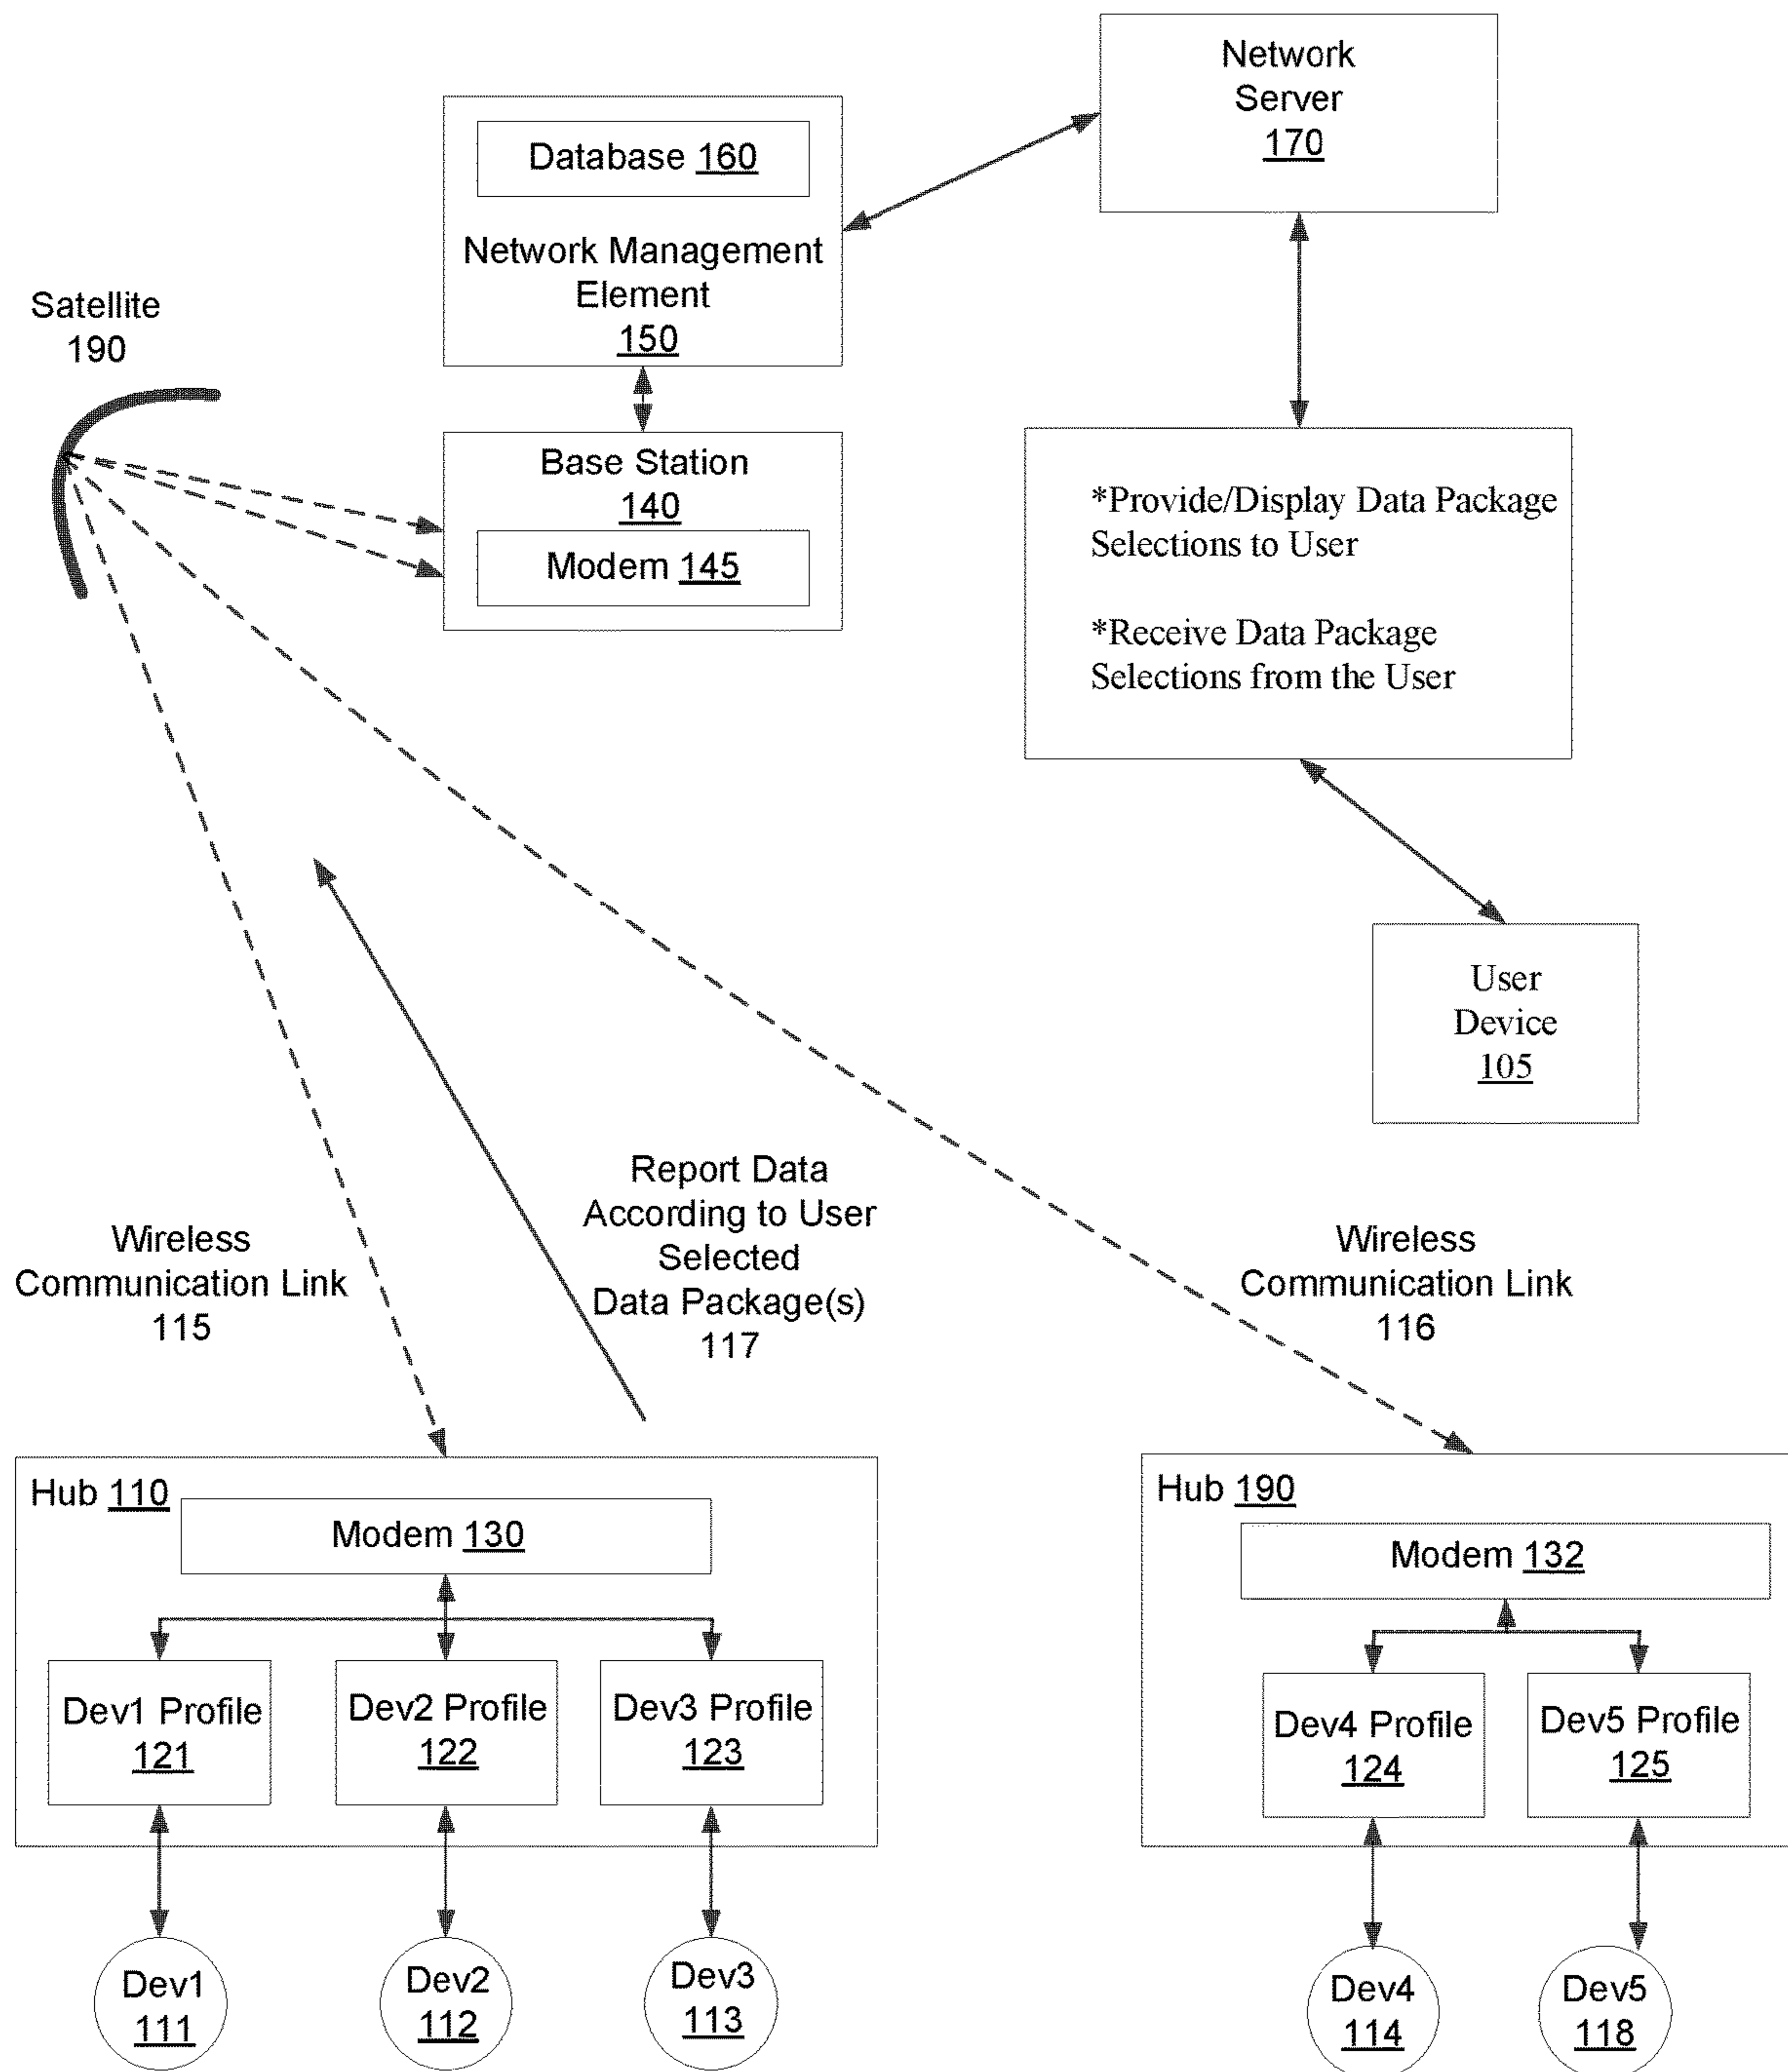 Network
Server
170
Database 160
Network Management
Element
150
Satellite
190
Base Station
140
Modem 145
*Provide/Display Data Package
Selections to User
*Receive Data Package
Selections from the User
User
Device
105
Report Data
According to User
Selected
Data Package(s)
117
Wireless
Communication Link
115
Wireless
Communication Link
116
Hub 110
Modem 130
Dev1 Profile
121
Dev2 Profile
122
Dev3 Profile
123
Hub 190
Modem 132
Dev4 Profile
124
Dev5 Profile
125
Dev1
111
Dev2
112
Dev3
113
Dev4
114
Dev5
118